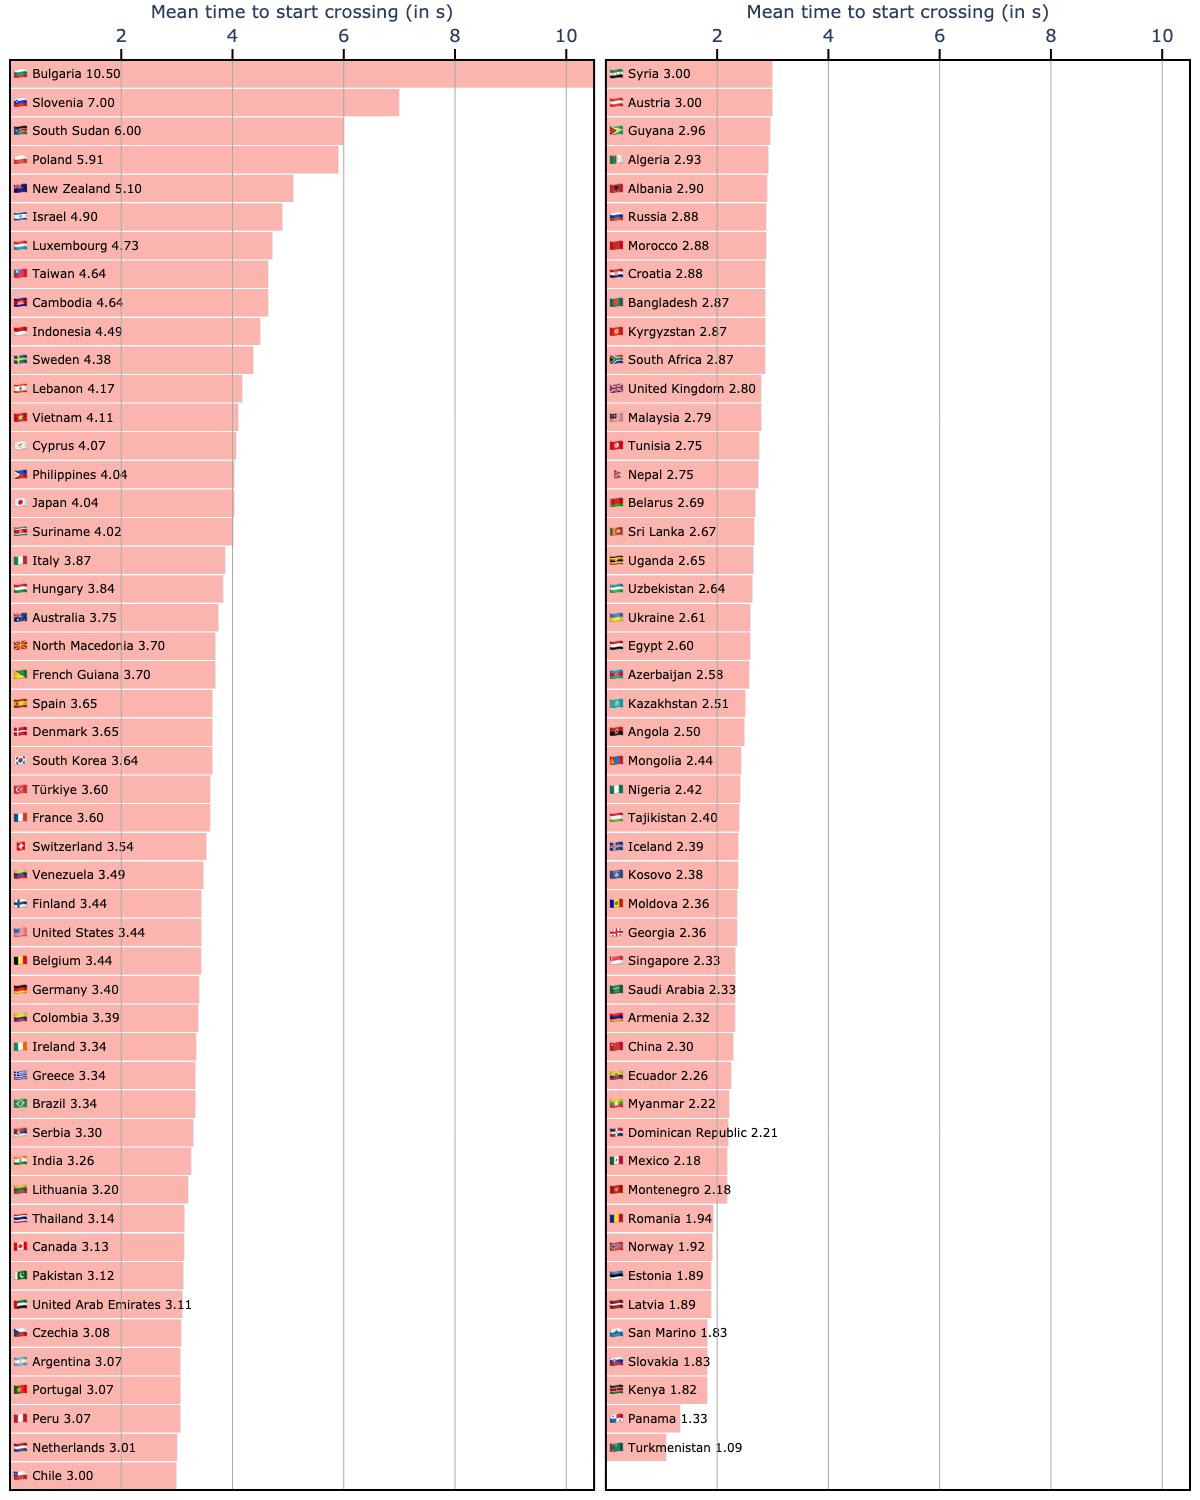 Mean time to start crossing (in s)
2 4 6 8 10
Bulgaria 10.50
Slovenia 7.00
South Sudan 6.00
Poland 5.91
New Zealand 5.10
Israel 4.90
Luxembourg 4.73
Taiwan 4.64
Cambodia 4.64
Indonesia 4.49
Sweden 4.38
Lebanon 4.17
Vietnam 4.11
Cyprus 4.07
Philippines 4.04
Japan 4.04
Suriname 4.02
Italy 3.87
Hungary 3.84
Australia 3.75
North Macedonia 3.70
French Guiana 3.70
Spain 3.65
Denmark 3.65
South Korea 3.64
Türkiye 3.60
France 3.60
Switzerland 3.54
Venezuela 3.49
Finland 3.44
United States 3.44
Belgium 3.44
Germany 3.40
Colombia 3.39
Ireland 3.34
Greece 3.34
Brazil 3.34
Serbia 3.30
India 3.26
Lithuania 3.20
Thailand 3.14
Canada 3.13
Pakistan 3.12
United Arab Emirates 3.11
Czechia 3.08
Argentina 3.07
Portugal 3.07
Peru 3.07
Netherlands 3.01
Chile 3.00
Mean time to start crossing (in s)
2 4 6 8 10
Syria 3.00
Austria 3.00
Guyana 2.96
Algeria 2.93
Albania 2.90
Russia 2.88
Morocco 2.88
Croatia 2.88
Bangladesh 2.87
Kyrgyzstan 2.87
South Africa 2.87
United Kingdom 2.80
Malaysia 2.79
Tunisia 2.75
Nepal 2.75
Belarus 2.69
Sri Lanka 2.67
Uganda 2.65
Uzbekistan 2.64
Ukraine 2.61
Egypt 2.60
Azerbaijan 2.58
Kazakhstan 2.51
Angola 2.50
Mongolia 2.44
Nigeria 2.42
Tajikistan 2.40
Iceland 2.39
Kosovo 2.38
Moldova 2.36
Georgia 2.36
Singapore 2.33
Saudi Arabia 2.33
Armenia 2.32
China 2.30
Ecuador 2.26
Myanmar 2.22
Dominican Republic 2.21
Mexico 2.18
Montenegro 2.18
Romania 1.94
Norway 1.92
Estonia 1.89
Latvia 1.89
San Marino 1.83
Slovakia 1.83
Kenya 1.82
Panama 1.33
Turkmenistan 1.09